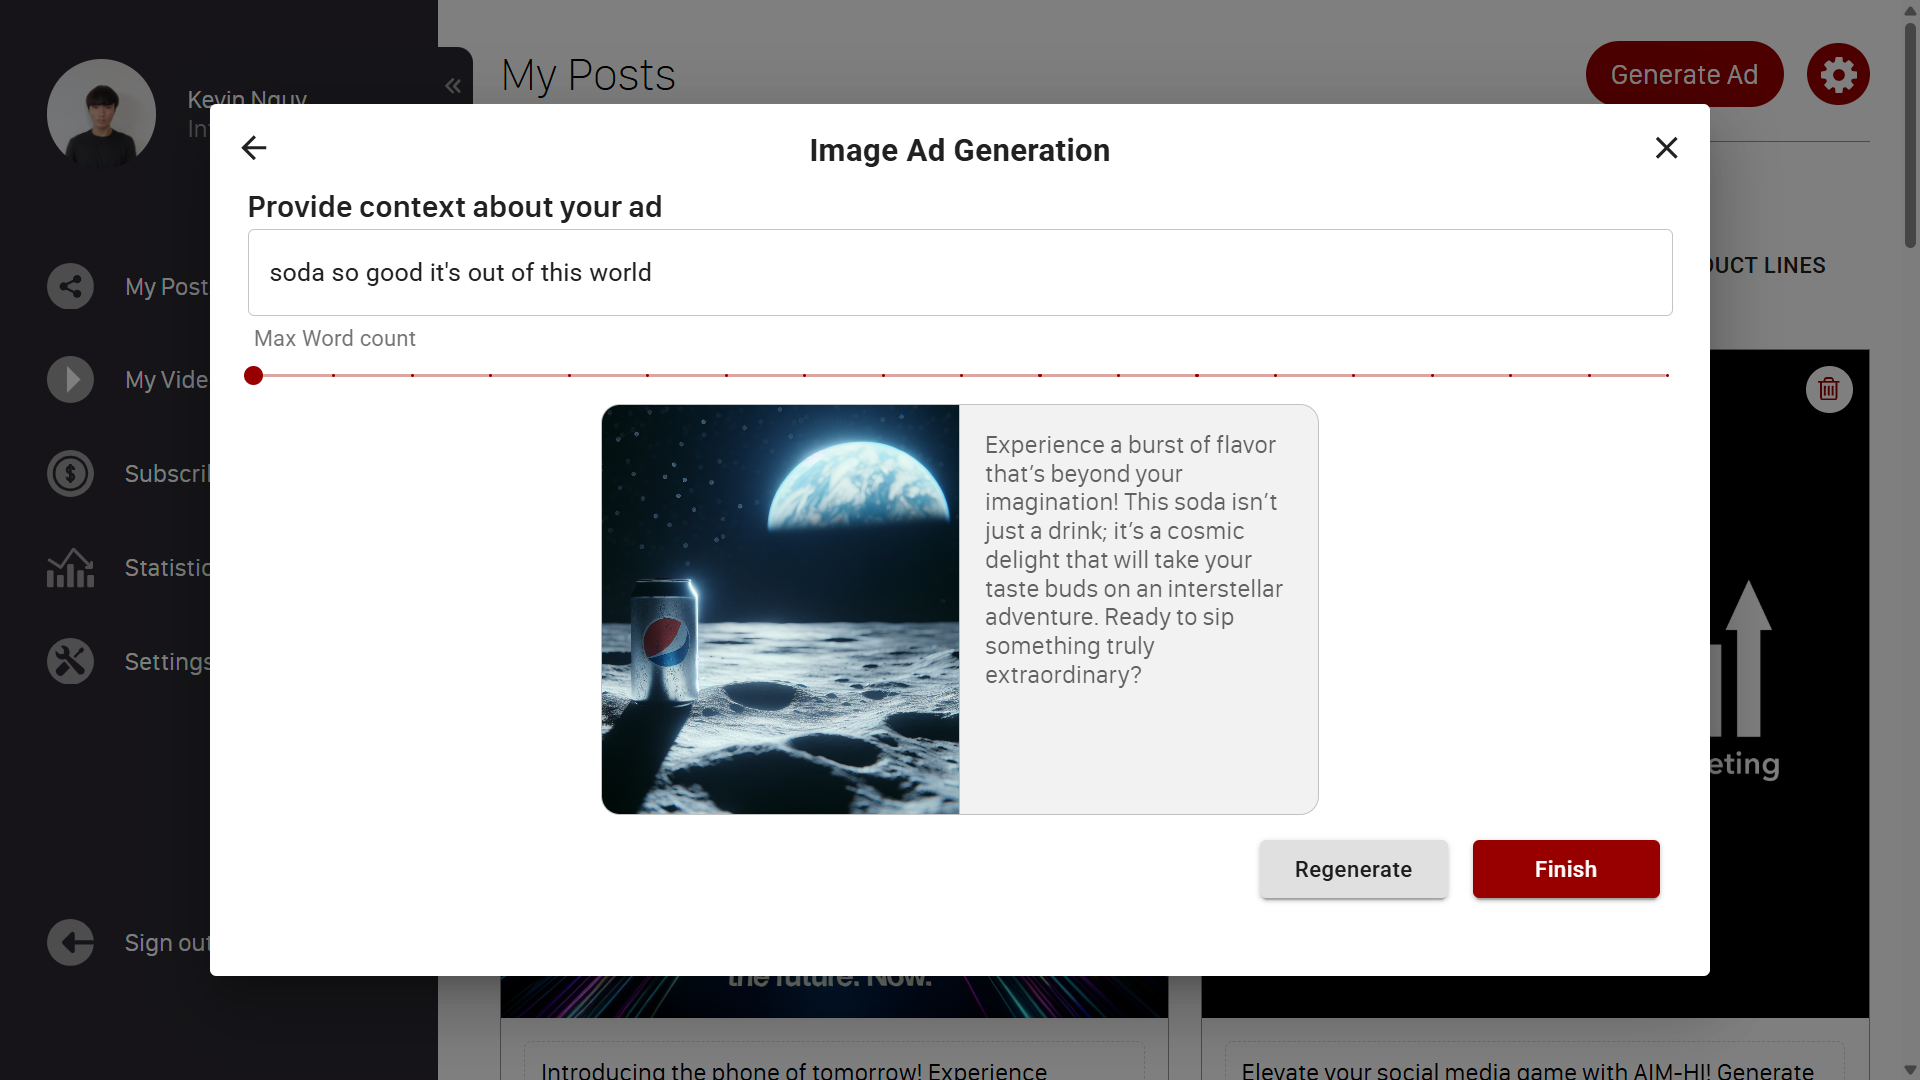 Kevin Nguy
My Posts
Generate Ad
Image Ad Generation
Provide context about your ad
soda so good it's out of this world
Max Word count
DUCT LINES
My Post
My Vide
Subscri
Statistic
Settings
Sign out
Experience a burst of flavor
that's beyond your
imagination! This soda isn't
just a drink; it's a cosmic
delight that will take your
taste buds on an interstellar
adventure. Ready to sip
something truly
extraordinary?
eting
Regenerate
Finish
the future. Now.
Introducing the phone of tomorrow! Experience
Elevate your social media game with AIM-HI! Generate